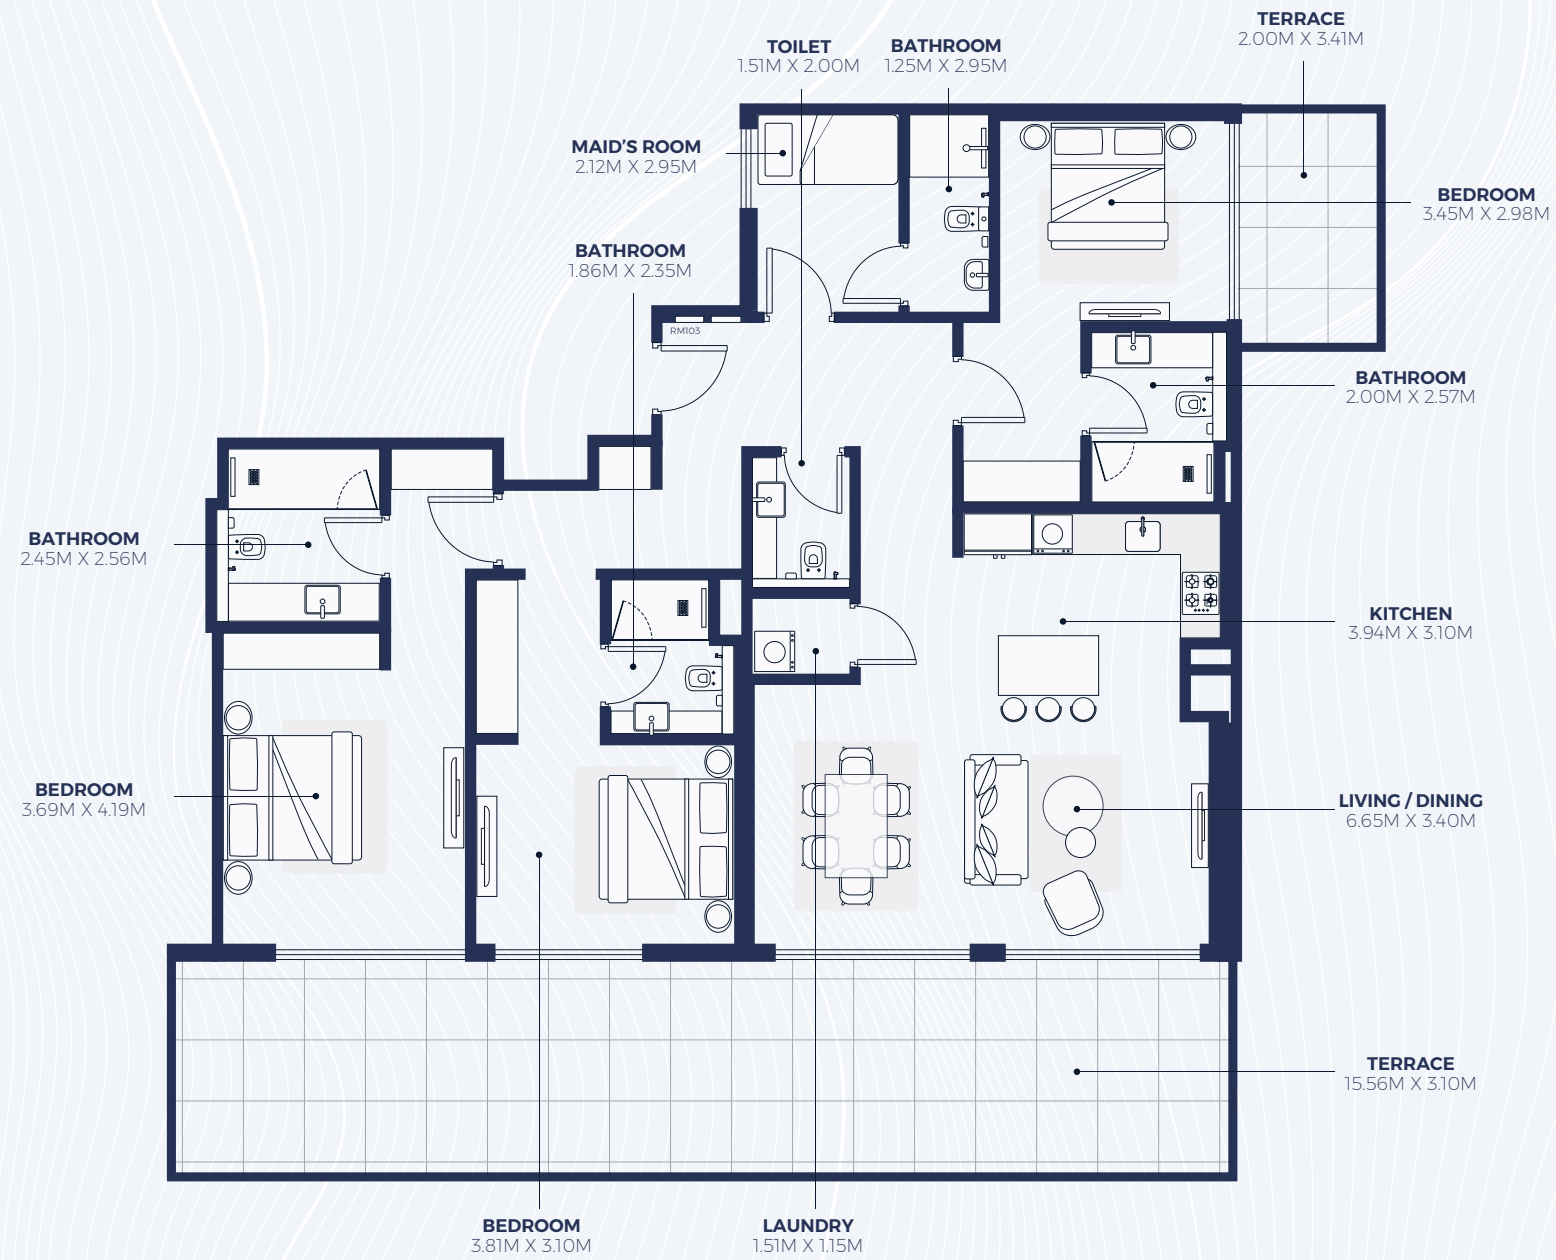 TERRACE
2.00M X 3.41M
TOILET
1.51M X 2.00M
BATHROOM
1.25M X 2.95M
MAID'S ROOM
2.12M X 2.95M
BEDROOM
3.45M X 2.98M
BATHROOM
1.86M X 2.35M
RM103
BATHROOM
2.00M X 2.57M
BATHROOM
2.45M X 2.56M
KITCHEN
3.94M X 3.10M
BEDROOM
3.69M X 4.19M
LIVING / DINING
6.65M X 3.40M
TERRACE
15.56M X 3.10M
BEDROOM
3.81M X 3.10M
LAUNDRY
1.51M X 1.15M